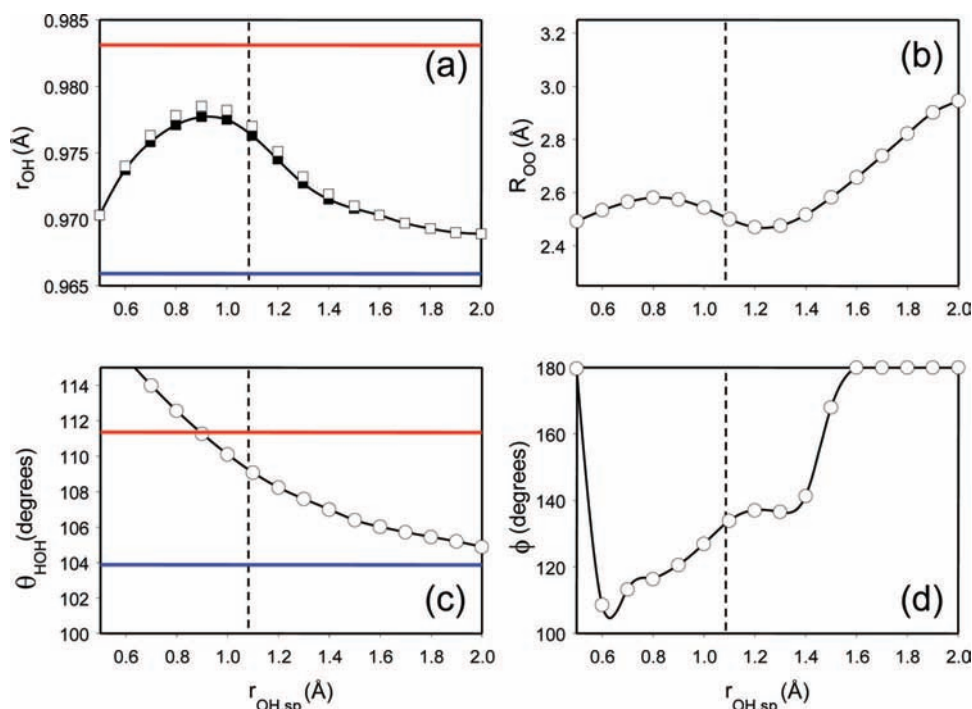 0.985
0.980
0.975
0.970
0.965
r_OH (Å)
(a)
0.6 0.8 1.0 1.2 1.4 1.6 1.8 2.0
3.2
3.0
2.8
2.6
2.4
R_OO (Å)
(b)
0.6 0.8 1.0 1.2 1.4 1.6 1.8 2.0
114
112
110
108
106
104
102
100
θ_HOH (degrees)
(c)
0.6 0.8 1.0 1.2 1.4 1.6 1.8 2.0
r_OH sp (Å)
180
160
140
120
100
ϕ (degrees)
(d)
0.6 0.8 1.0 1.2 1.4 1.6 1.8 2.0
r_OH sp (Å)